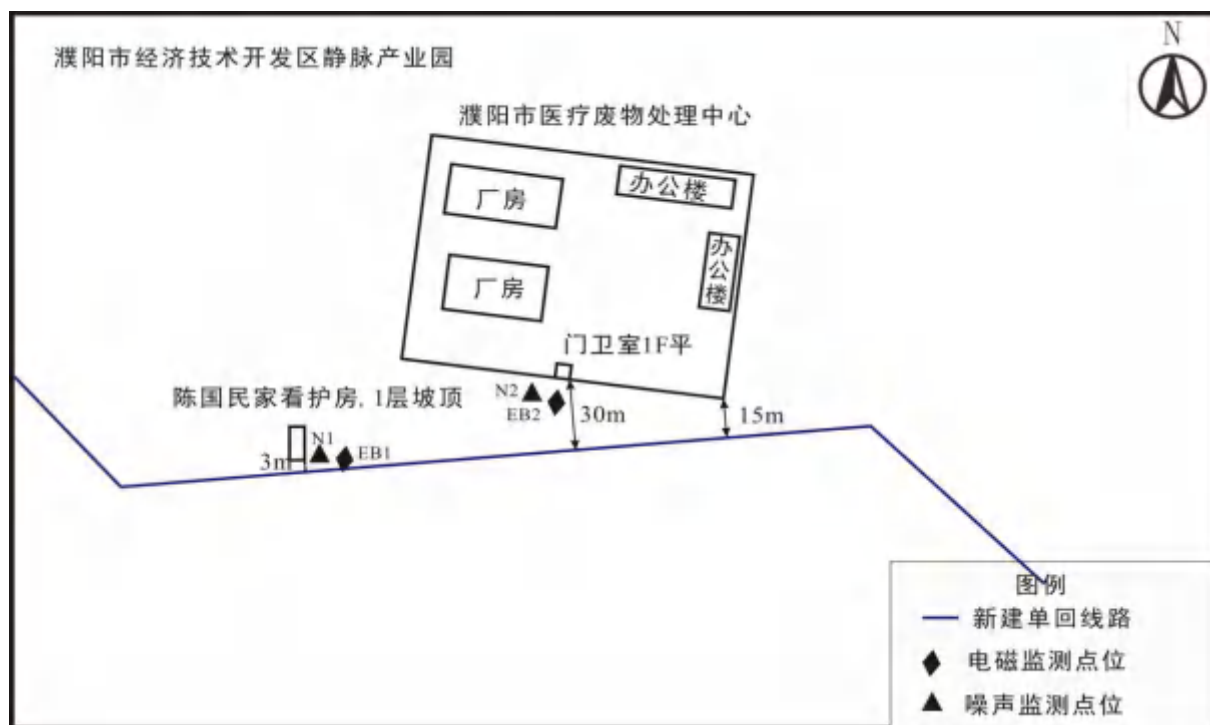 濮阳市经济技术开发区静脉产业园
N
濮阳市医疗废物处理中心
厂房
办公楼
办公楼
厂房
门卫室1F平
陈国民家看护房, 1层坡顶
N2
EB2
30m
15m
N1
EB1
3m
图例
新建单回线路
电磁监测点位
噪声监测点位